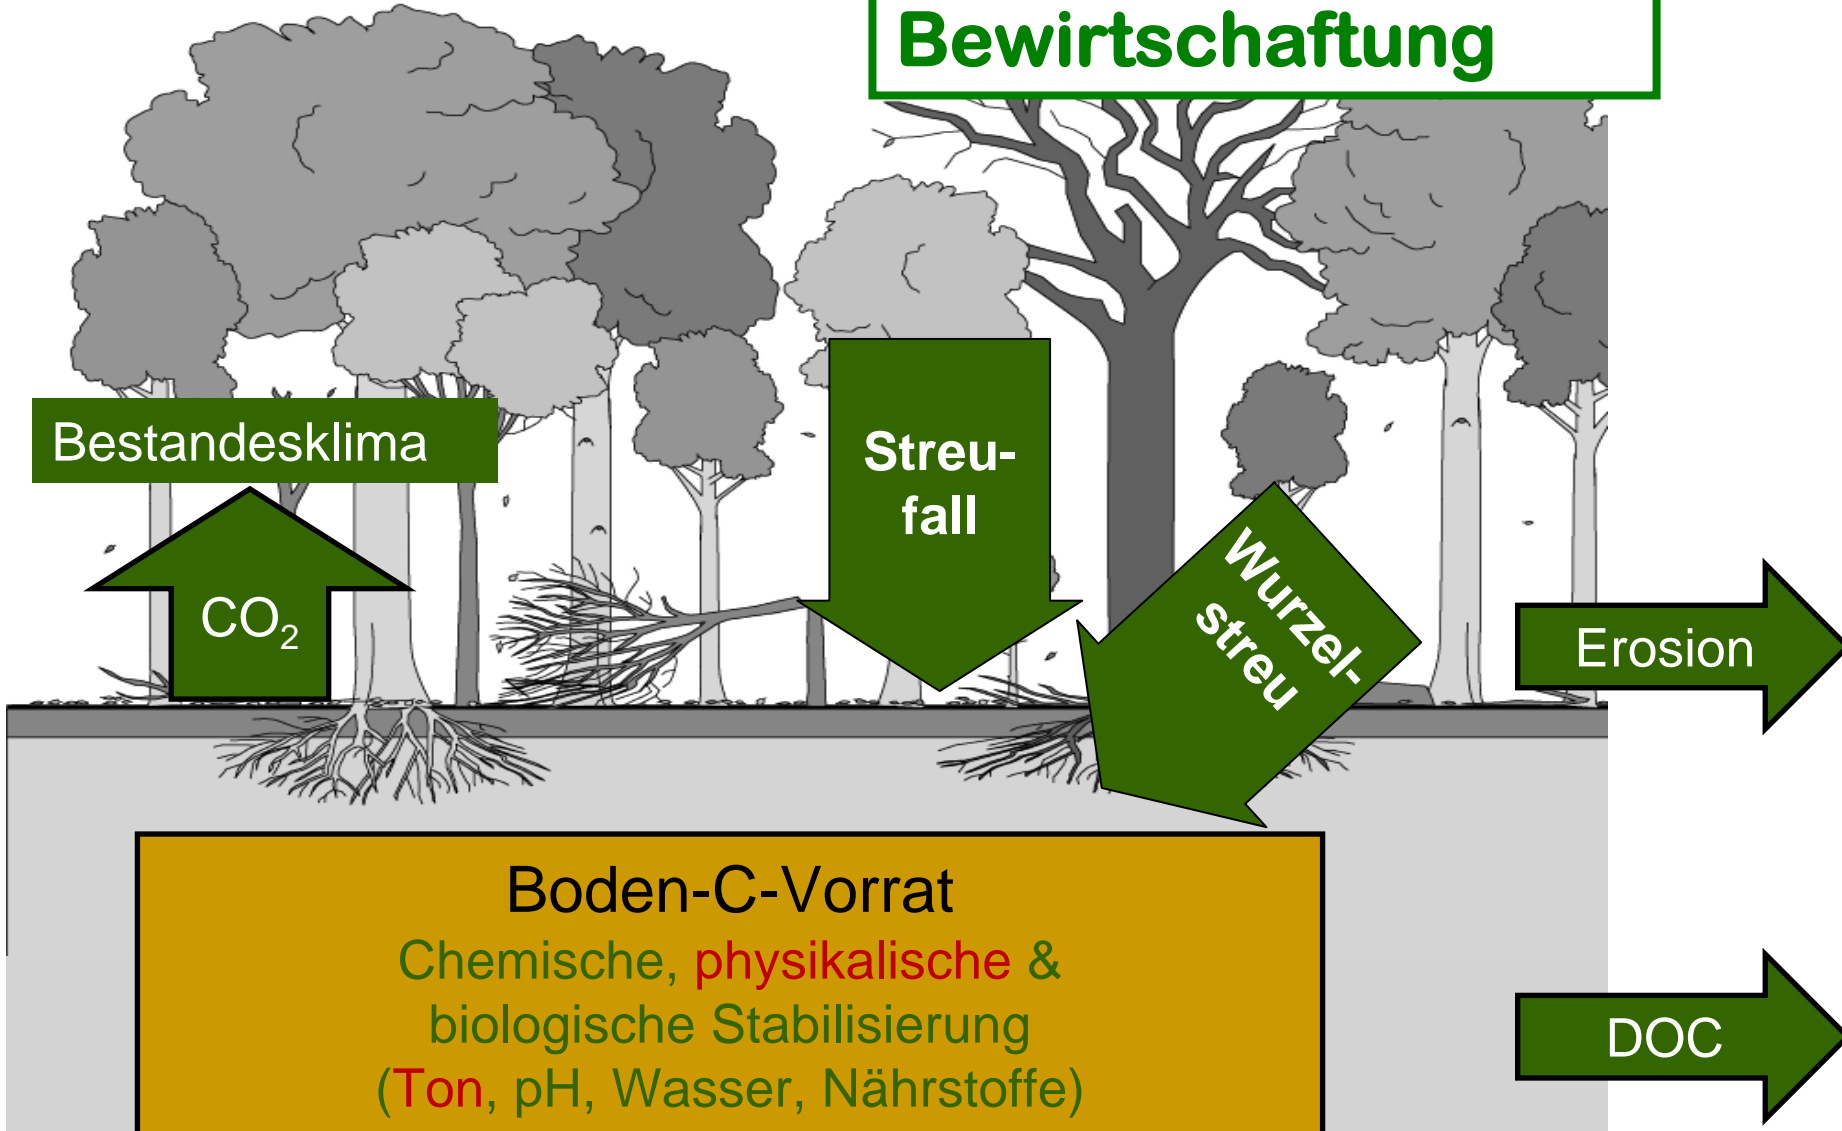 Bewirtschaftung
Bestandesklima
CO₂
Streu-
fall
Wurzel-
streu
Erosion
Boden-C-Vorrat
Chemische, physikalische &
biologische Stabilisierung
(Ton, pH, Wasser, Nährstoffe)
DOC